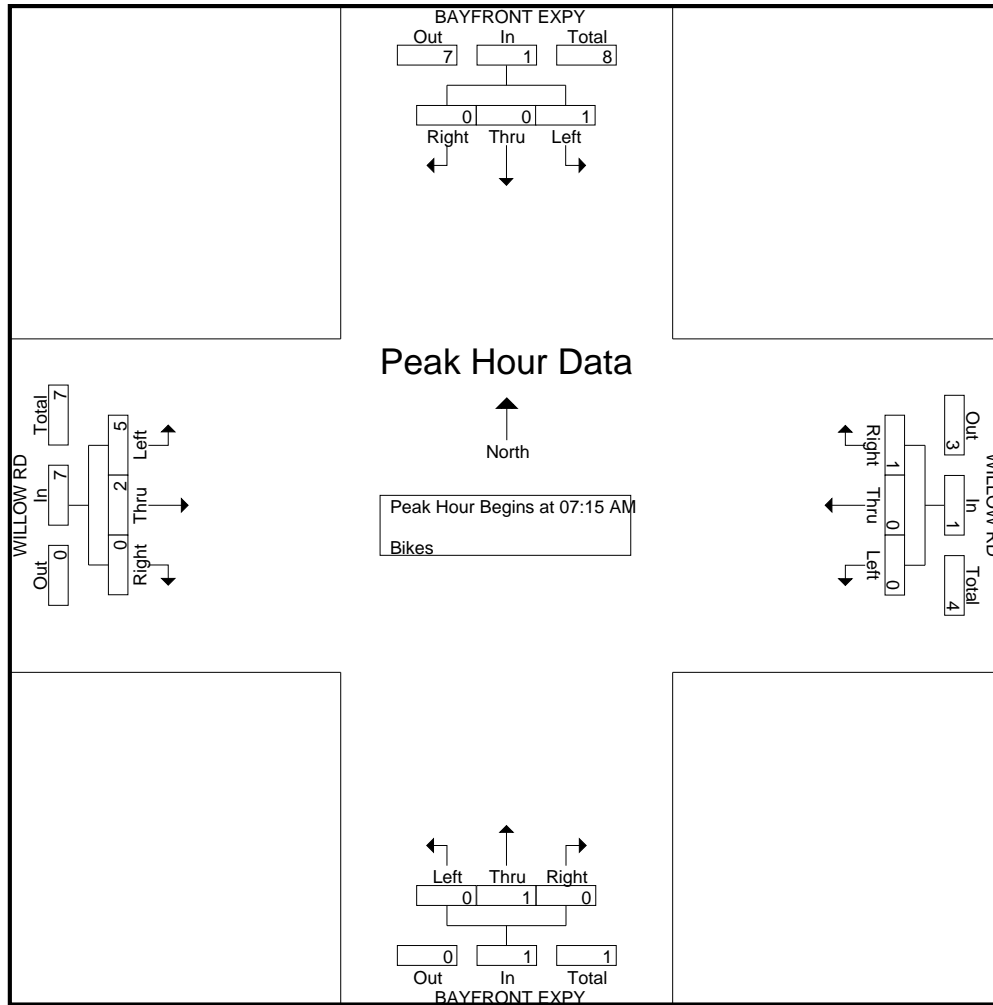 BAYFRONT EXPY
Out In Total
7 1 8
0 0 1
Right Thru Left
Peak Hour Data
North
Peak Hour Begins at 07:15 AM
Bikes
WILLOW RD
Total In Out
7 7 0
5 2 0
Left Thru Right
Right Thru Left
1 0 0
Out In Total
3 1 4
WILLOW RD
Left Thru Right
0 1 0
0 1 1
Out In Total
BAYFRONT EXPY